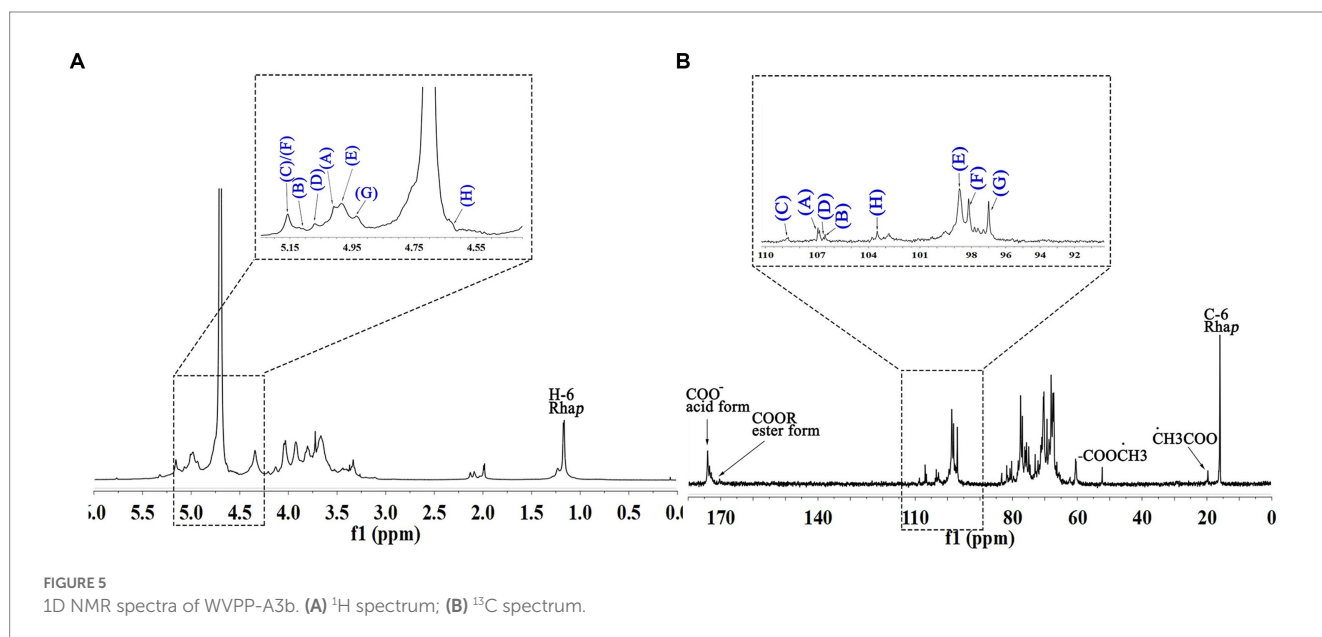 A
(C)/(F)
(B)
(D)
(A)
(E)
(G)
(H)
5.15 4.95 4.75 4.55
H-6
Rhap
5.0 5.5 5.0 4.5 4.0 3.5 3.0 2.5 2.0 1.5 1.0 0.5 0.0
f1 (ppm)
B
(C)
(A)
(D)
(B)
(H)
(E)
(F)
(G)
110 107 104 101 98 96 94 92
C-6
Rhap
COO-
acid form
COOR
ester form
-COOCH3
CH3COO
170 140 110 80 60 40 20 0
f1 (ppm)
FIGURE 5
1D NMR spectra of WVPP-A3b. (A) ¹H spectrum; (B) ¹³C spectrum.